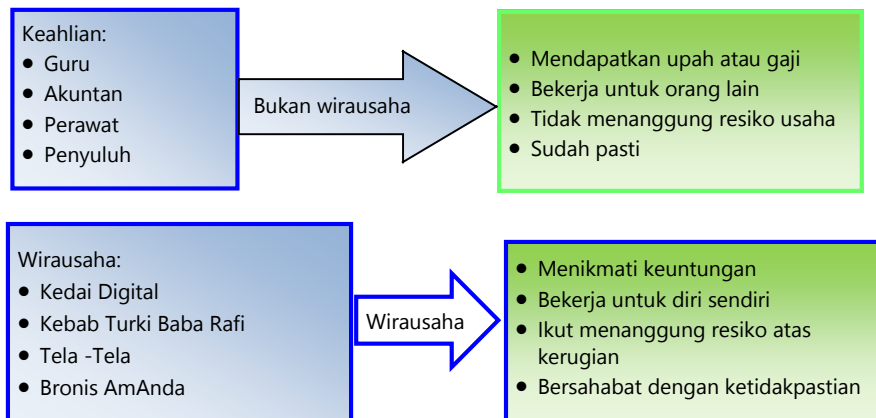 Keahlian:
• Guru
• Akuntan
• Perawat
• Penyuluh
Bukan wirausaha
• Mendapatkan upah atau gaji
• Bekerja untuk orang lain
• Tidak menanggung resiko usaha
• Sudah pasti
Wirausaha:
• Kedai Digital
• Kebab Turki Baba Rafi
• Tela -Tela
• Bronis AmAnda
Wirausaha
• Menikmati keuntungan
• Bekerja untuk diri sendiri
• Ikut menanggung resiko atas
kerugian
• Bersahabat dengan ketidakpastian